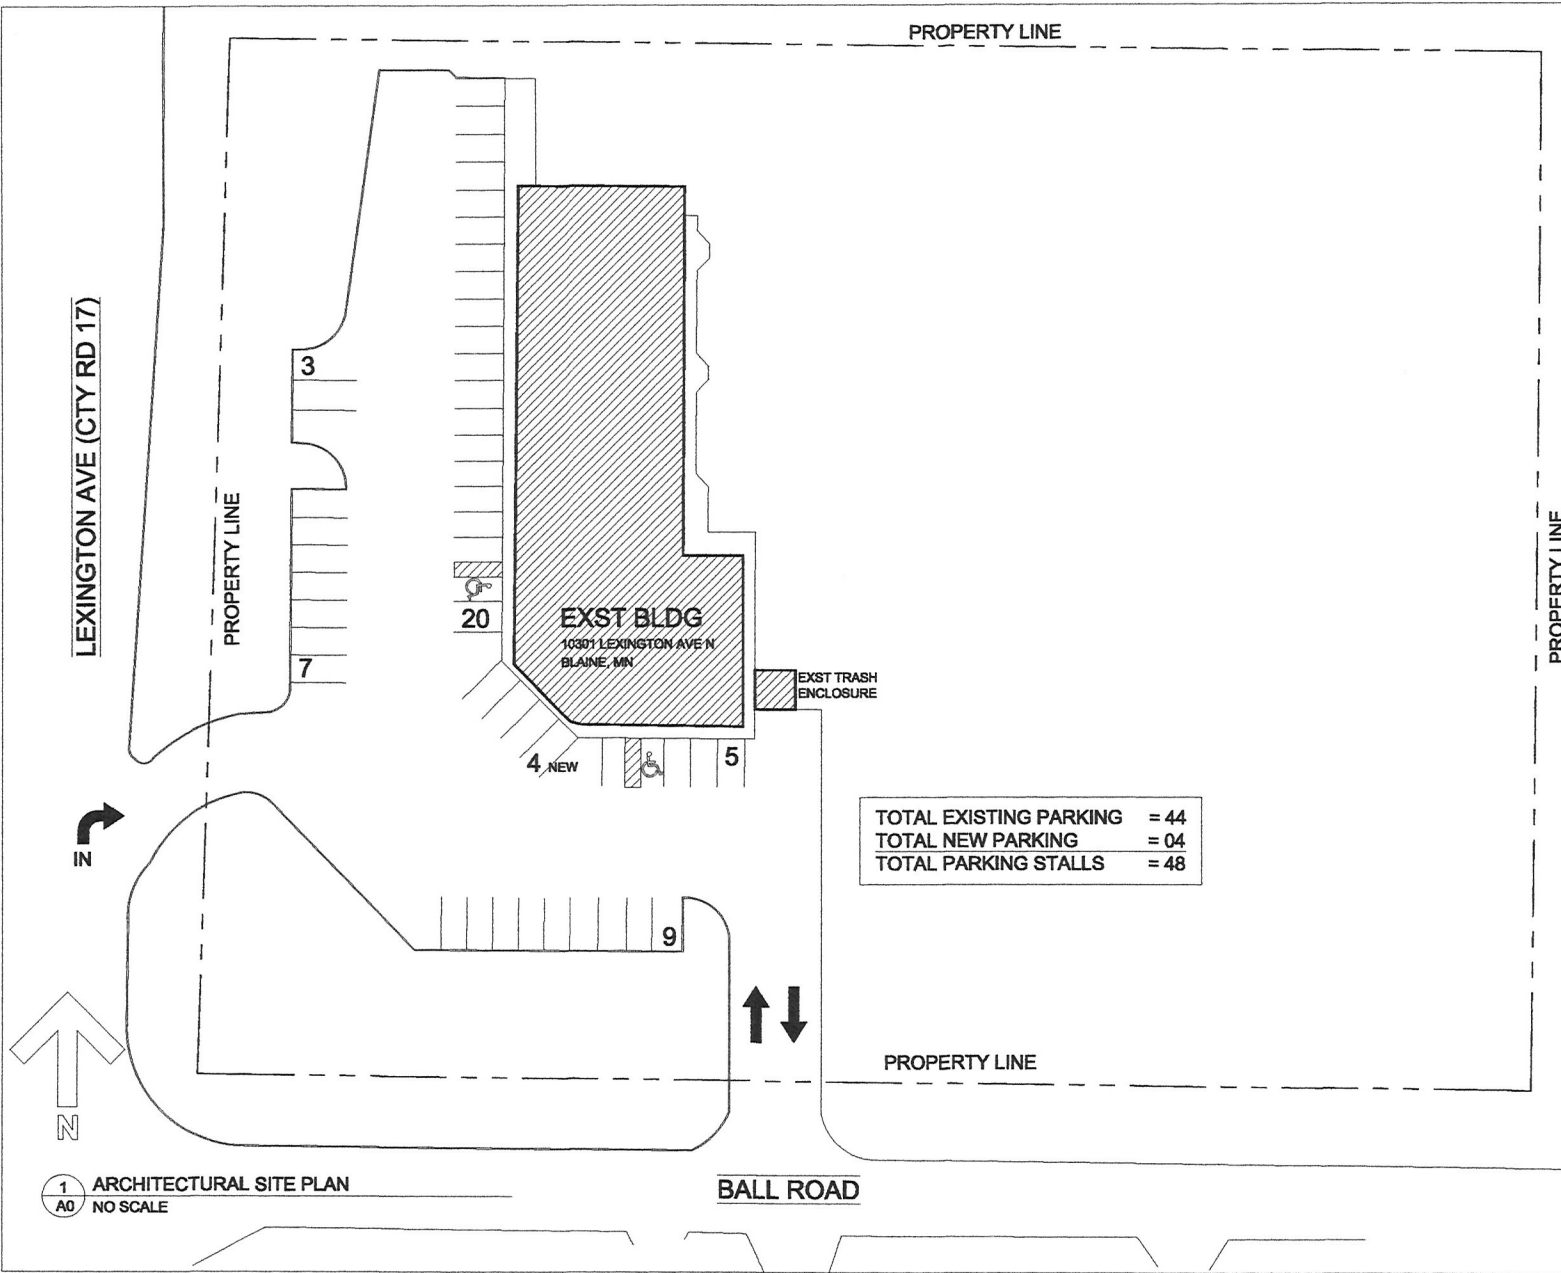 PROPERTY LINE
LEXINGTON AVE (CTY RD 17)
3
PROPERTY LINE
PROPERTY LINE
20
EXST BLDG
10301 LEXINGTON AVE N
BLAINE, MN
7
EXST TRASH
ENCLOSURE
4 NEW
5
TOTAL EXISTING PARKING = 44
TOTAL NEW PARKING = 04
TOTAL PARKING STALLS = 48
IN
9
PROPERTY LINE
N
1
A0
ARCHITECTURAL SITE PLAN
NO SCALE
BALL ROAD